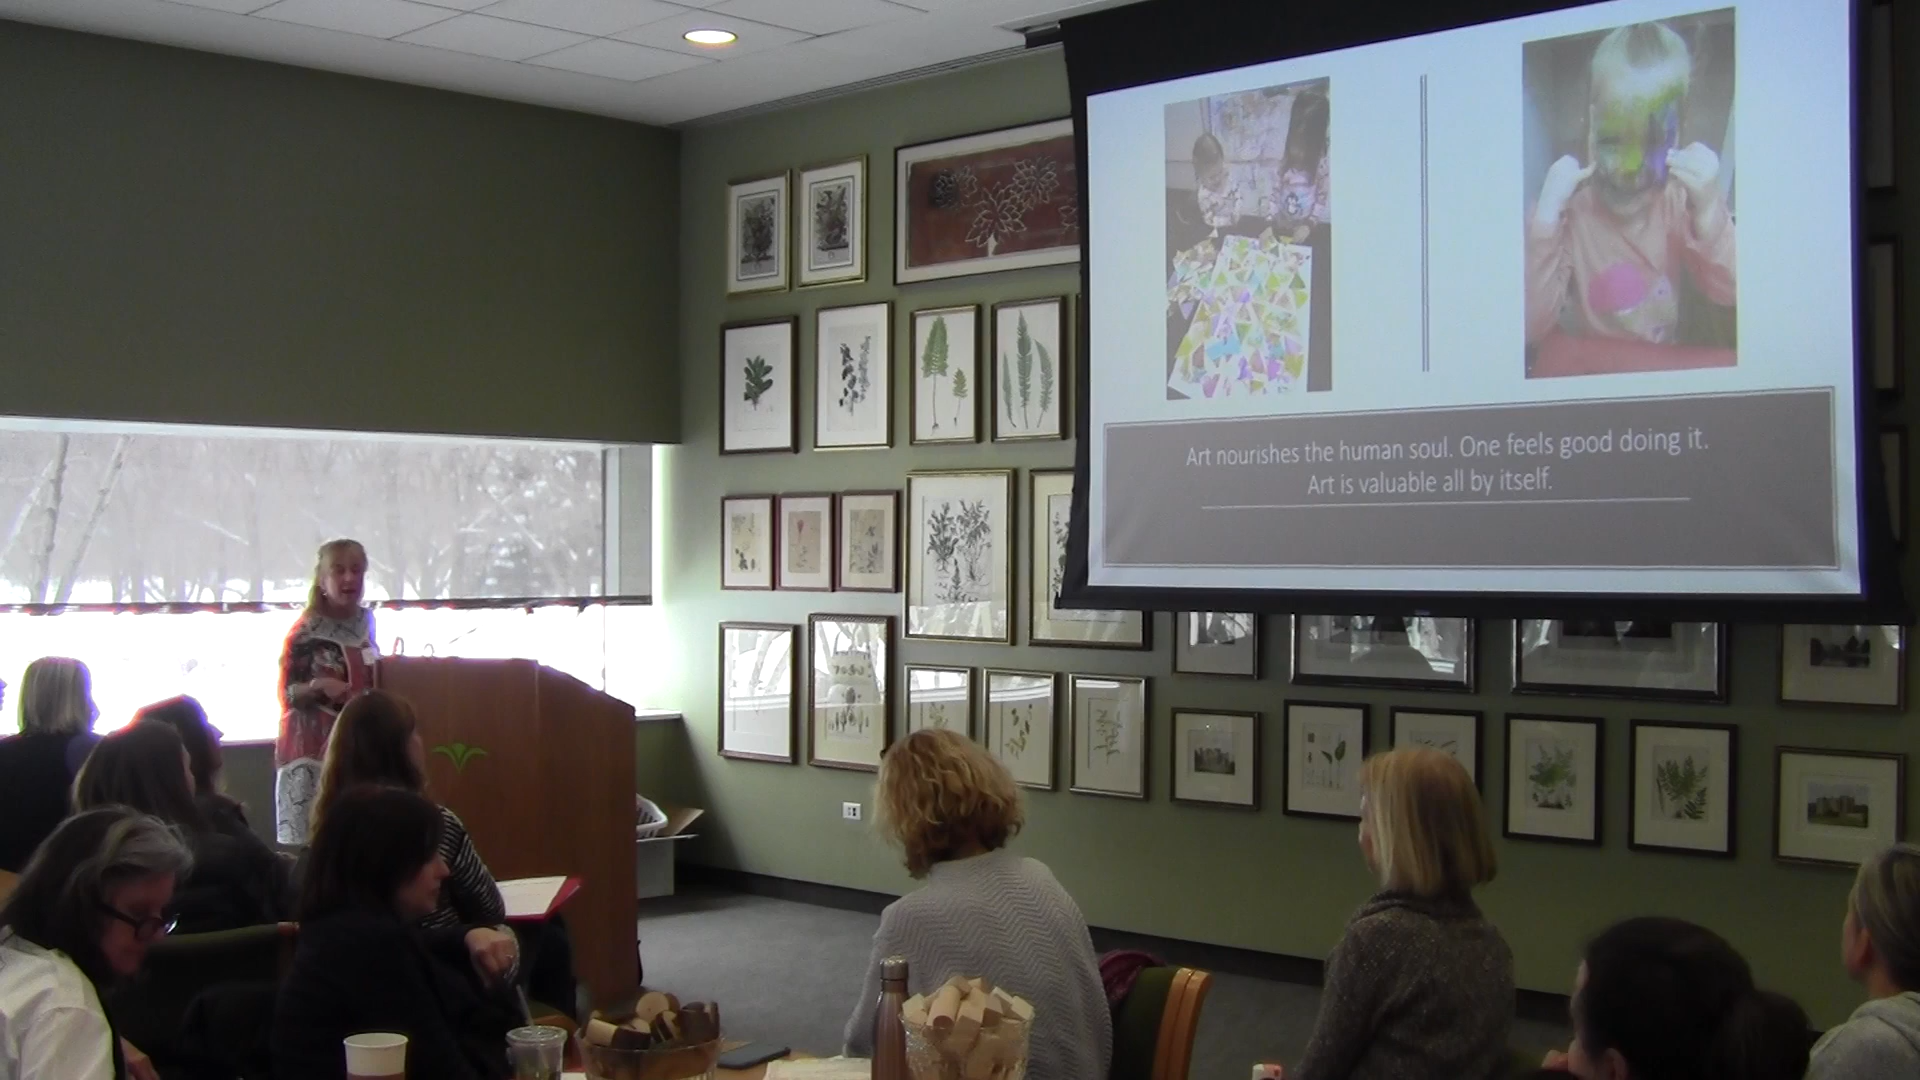 Art nourishes the human soul. One feels good doing it.
Art is valuable all by itself.